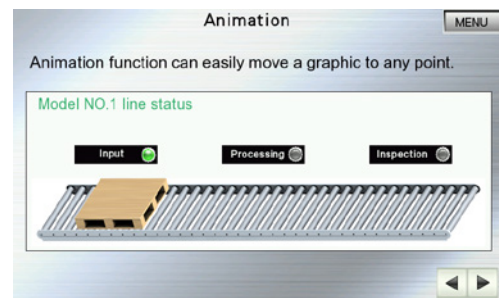 Animation
MENU
Animation function can easily move a graphic to any point.
Model NO.1 line status
Input
Processing
Inspection